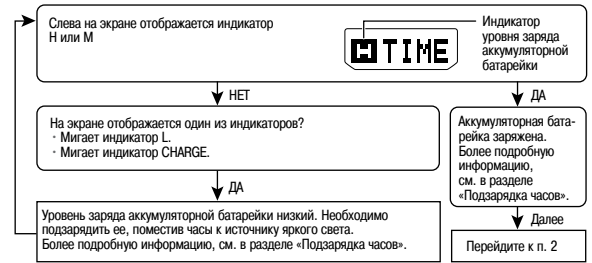 Слева на экране отображается индикатор
H или M
H TIME
Индикатор
уровня заряда
аккумуляторной
батарейки
НЕТ
ДА
На экране отображается один из индикаторов?
· Мигает индикатор L.
· Мигает индикатор CHARGE.
Аккумуляторная бата-
рейка заряжена.
Более подробную
информацию,
см. в разделе
«Подзарядка часов».
ДА
Далее
Уровень заряда аккумуляторной батарейки низкий. Необходимо
подзарядить ее, поместив часы к источнику яркого света.
Более подробную информацию, см. в разделе «Подзарядка часов».
Перейдите к п. 2